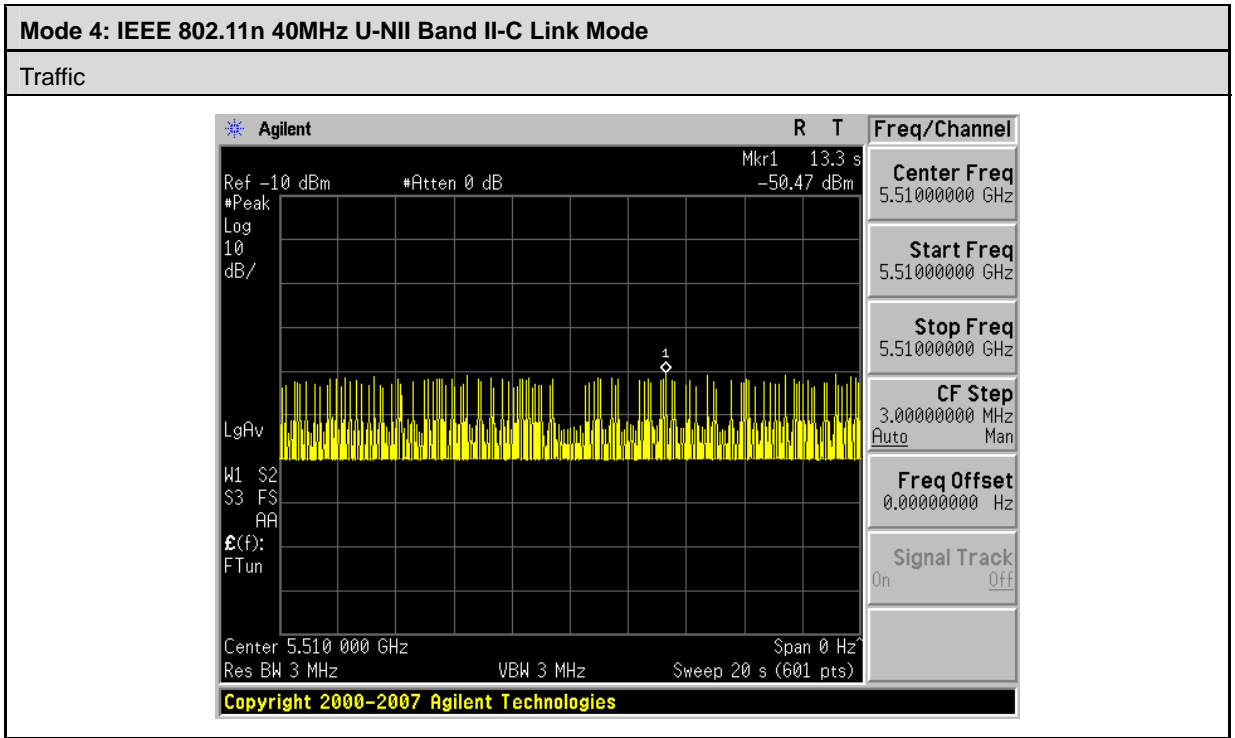 Mode 4: IEEE 802.11n 40MHz U-NII Band II-C Link Mode
Traffic
Agilent R T Freq/Channel
Mkr1 13.3 s
Ref -10 dBm #Atten 0 dB -50.47 dBm
#Peak
Log
10
dB/
1
LgAv
W1 S2
S3 FS
AA
£(f):
FTun
Center 5.510 000 GHz Span 0 Hz^
Res BW 3 MHz VBW 3 MHz Sweep 20 s (601 pts)
Copyright 2000-2007 Agilent Technologies
Center Freq
5.51000000 GHz
Start Freq
5.51000000 GHz
Stop Freq
5.51000000 GHz
CF Step
3.00000000 MHz
Auto Man
Freq Offset
0.00000000 Hz
Signal Track
On Off